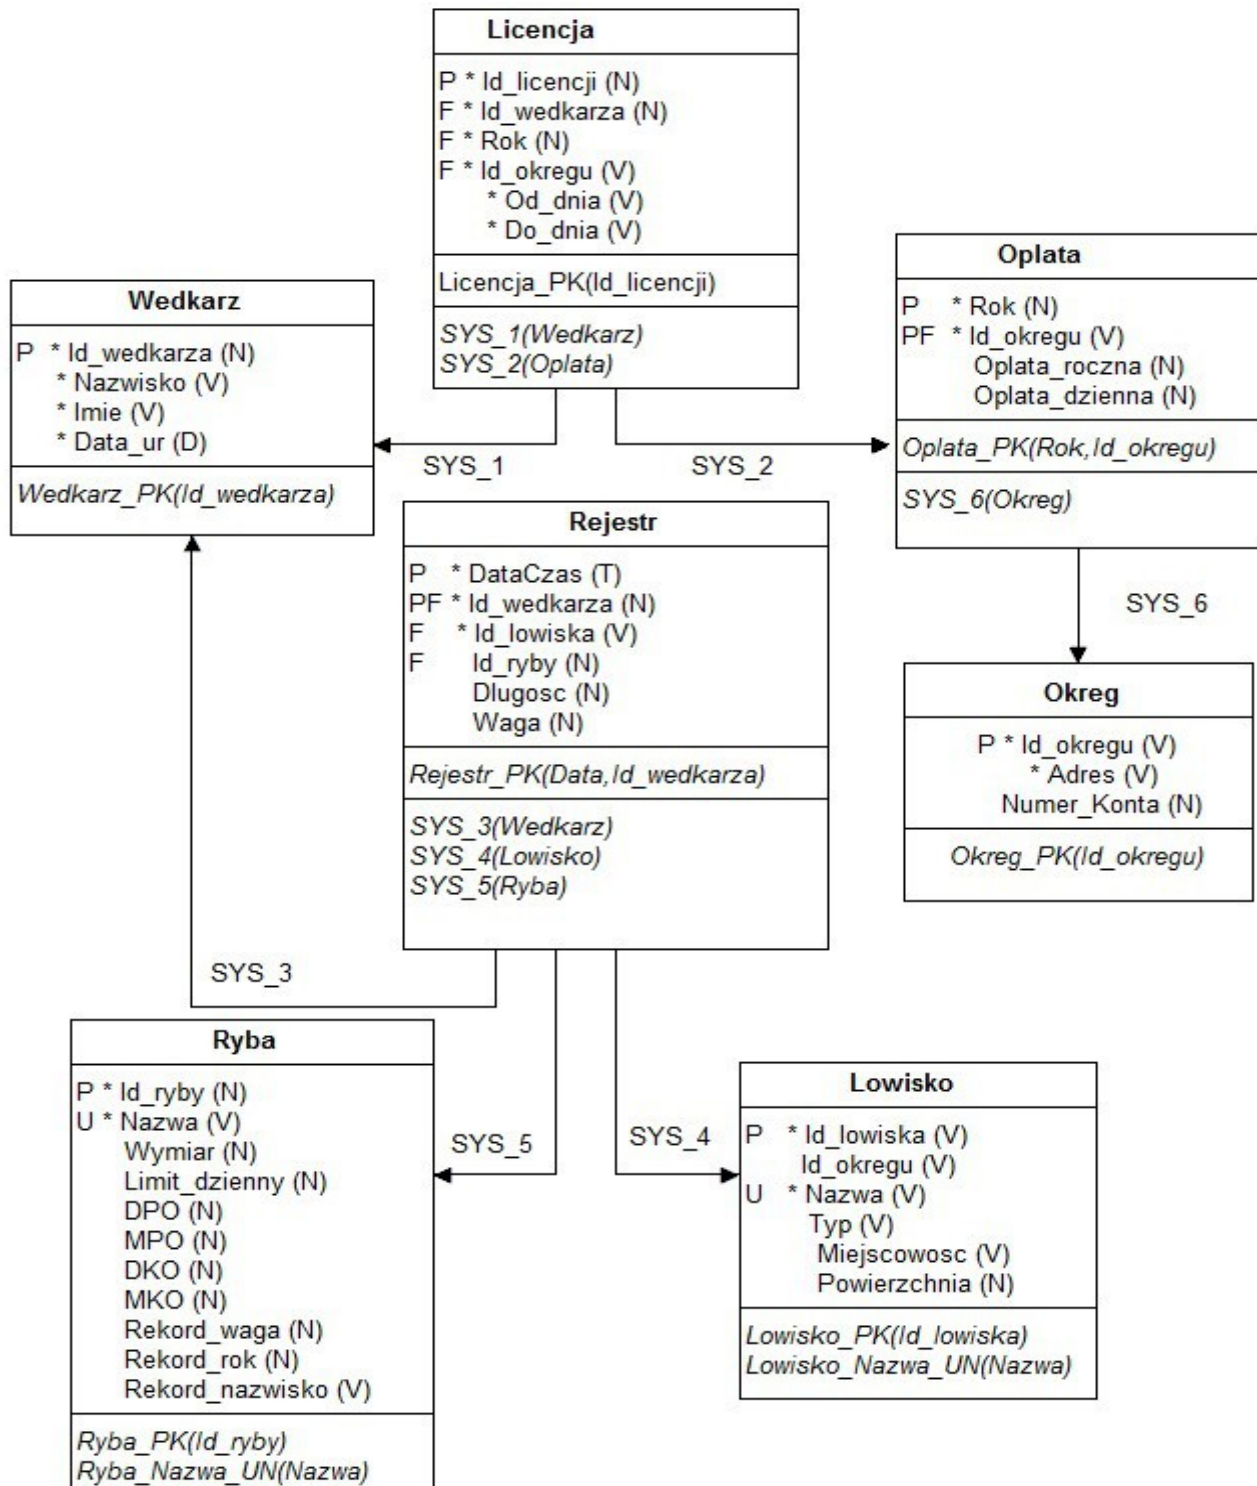 Licencja
P * Id_licencji (N)
F * Id_wedkarza (N)
F * Rok (N)
F * Id_okregu (V)
* Od_dnia (V)
* Do_dnia (V)
Licencja_PK(Id_licencji)
SYS_1(Wedkarz)
SYS_2(Oplata)
Wedkarz
P * Id_wedkarza (N)
* Nazwisko (V)
* Imie (V)
* Data_ur (D)
Wedkarz_PK(Id_wedkarza)
Oplata
P * Rok (N)
PF * Id_okregu (V)
Oplata_roczna (N)
Oplata_dzienna (N)
Oplata_PK(Rok,Id_okregu)
SYS_6(Okreg)
SYS_1
SYS_2
Rejestr
P * DataCzas (T)
PF * Id_wedkarza (N)
F * Id_lowiska (V)
F Id_ryby (N)
Dlugosc (N)
Waga (N)
Rejestr_PK(Data,Id_wedkarza)
SYS_3(Wedkarz)
SYS_4(Lowisko)
SYS_5(Ryba)
SYS_6
Okreg
P * Id_okregu (V)
* Adres (V)
Numer_Konta (N)
Okreg_PK(Id_okregu)
SYS_3
Ryba
P * Id_ryby (N)
U * Nazwa (V)
Wymiar (N)
Limit_dzienny (N)
DPO (N)
MPO (N)
DKO (N)
MKO (N)
Rekord_waga (N)
Rekord_rok (N)
Rekord_nazwisko (V)
Ryba_PK(Id_ryby)
Ryba_Nazwa_UN(Nazwa)
SYS_5
SYS_4
Lowisko
P * Id_lowiska (V)
Id_okregu (V)
U * Nazwa (V)
Typ (V)
Miejscowosc (V)
Powierzchnia (N)
Lowisko_PK(Id_lowiska)
Lowisko_Nazwa_UN(Nazwa)